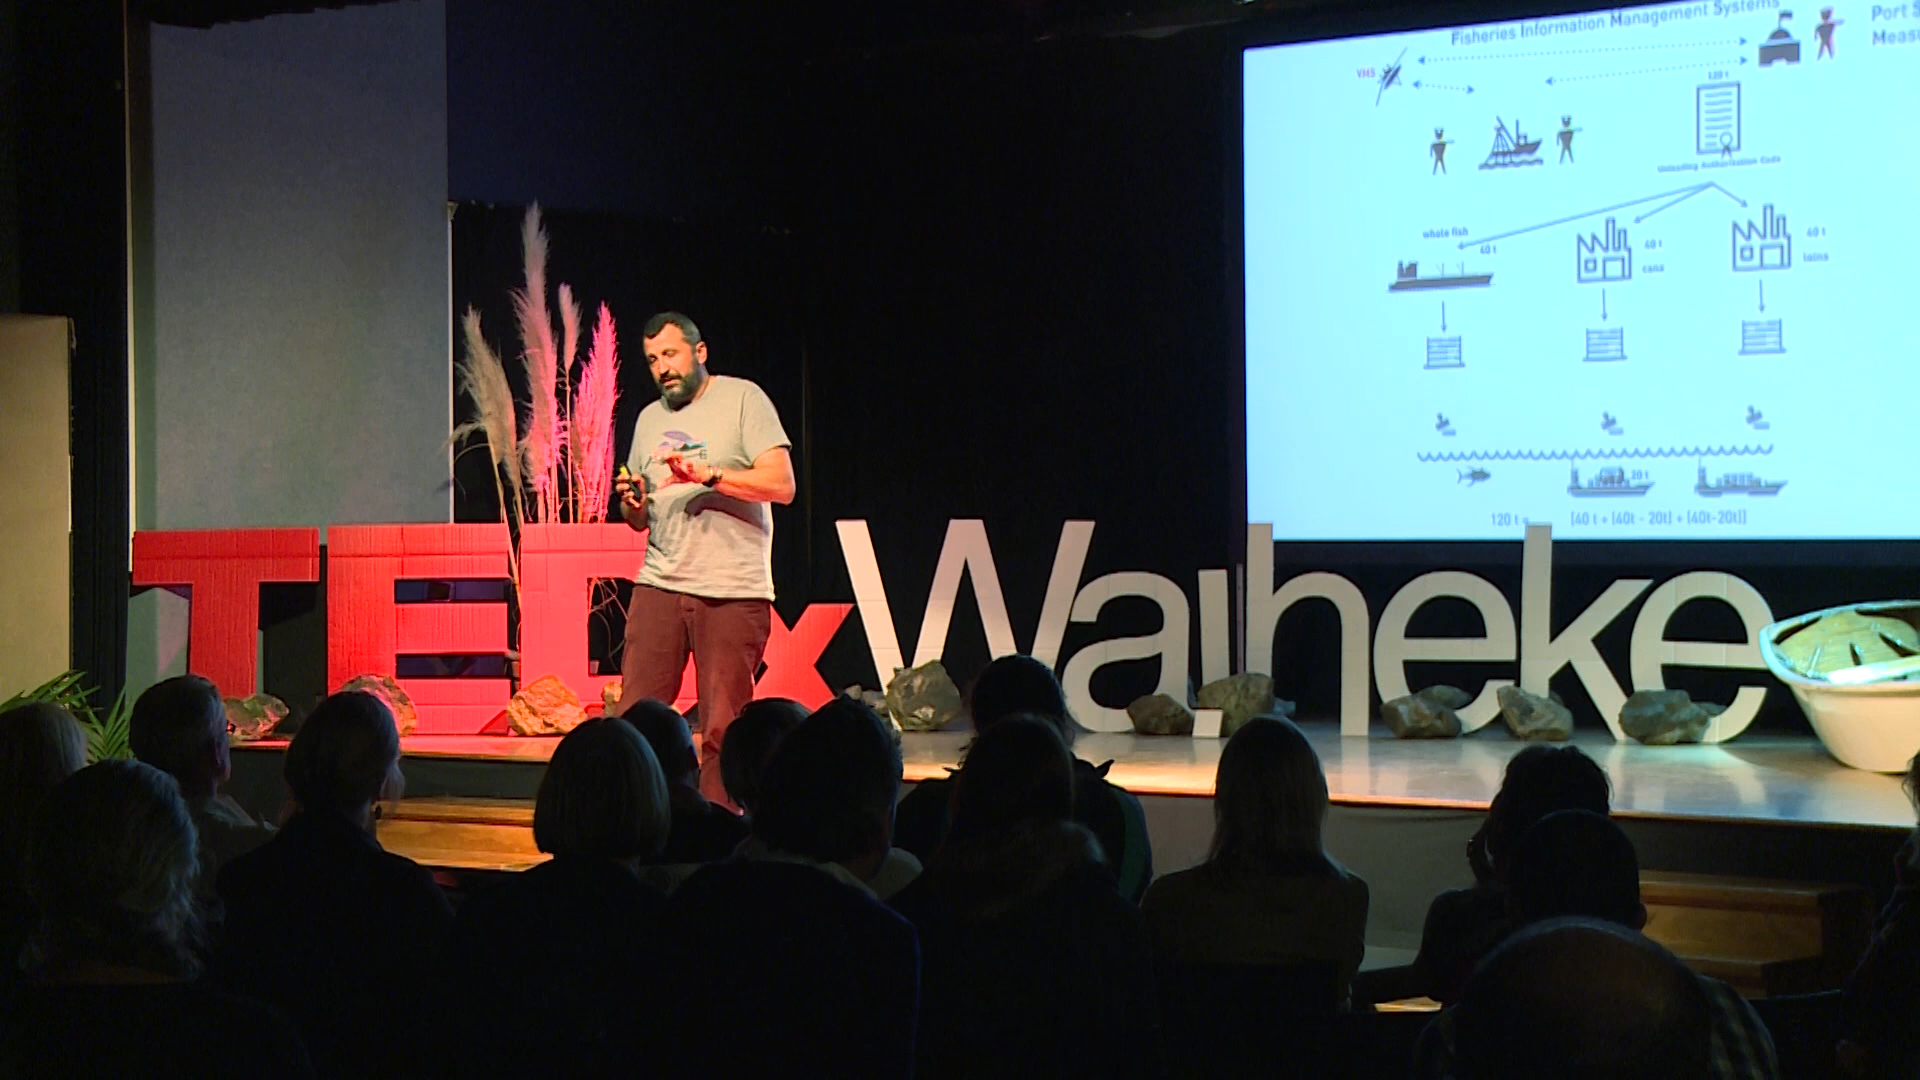 Fisheries Information Management Systems
Port S
Meas
VMS
120 t
Unloading Authorization Code
whole fish
40 t
40 t
cans
40 t
loins
20 t
120 t =
[40 t + [40t - 20t] + [40t-20t]]
TEDxWaiheke